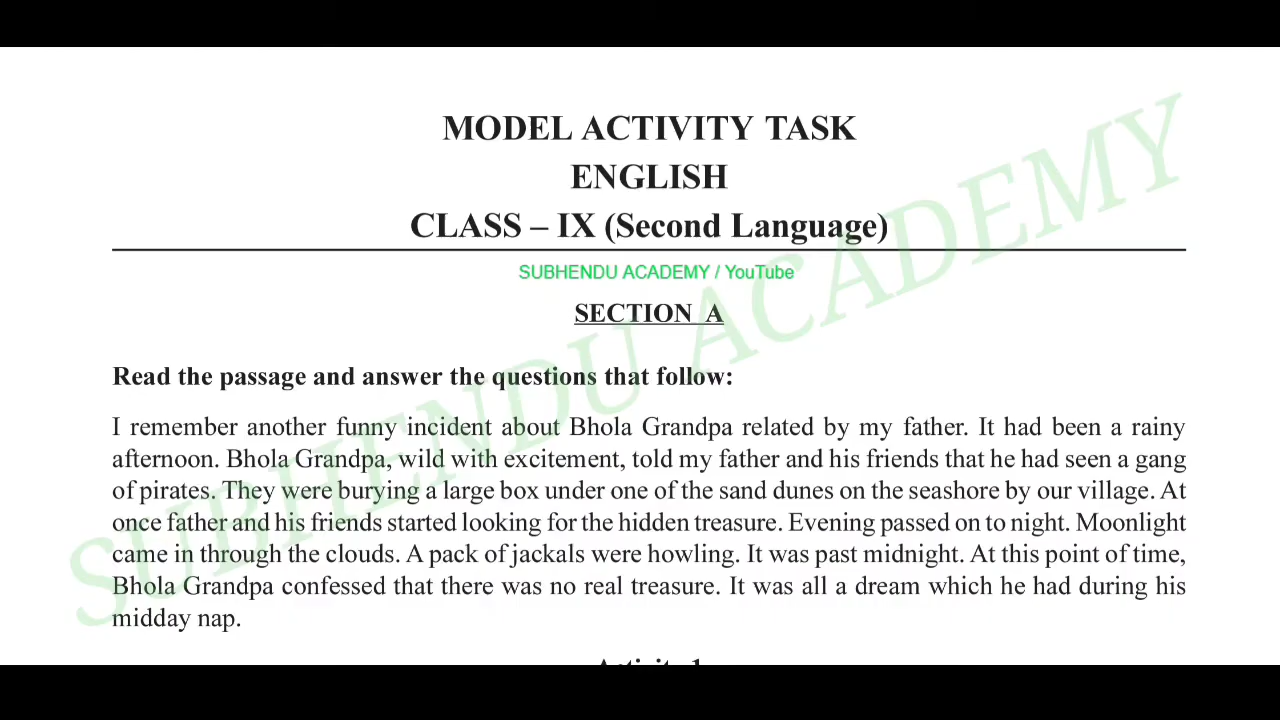 MODEL ACTIVITY TASK
ENGLISH
CLASS – IX (Second Language)
SUBHENDU ACADEMY / YouTube
SECTION A
Read the passage and answer the questions that follow:
I remember another funny incident about Bhola Grandpa related by my father. It had been a rainy
afternoon. Bhola Grandpa, wild with excitement, told my father and his friends that he had seen a gang
of pirates. They were burying a large box under one of the sand dunes on the seashore by our village. At
once father and his friends started looking for the hidden treasure. Evening passed on to night. Moonlight
came in through the clouds. A pack of jackals were howling. It was past midnight. At this point of time,
Bhola Grandpa confessed that there was no real treasure. It was all a dream which he had during his
midday nap.
SUBHENDU ACADEMY